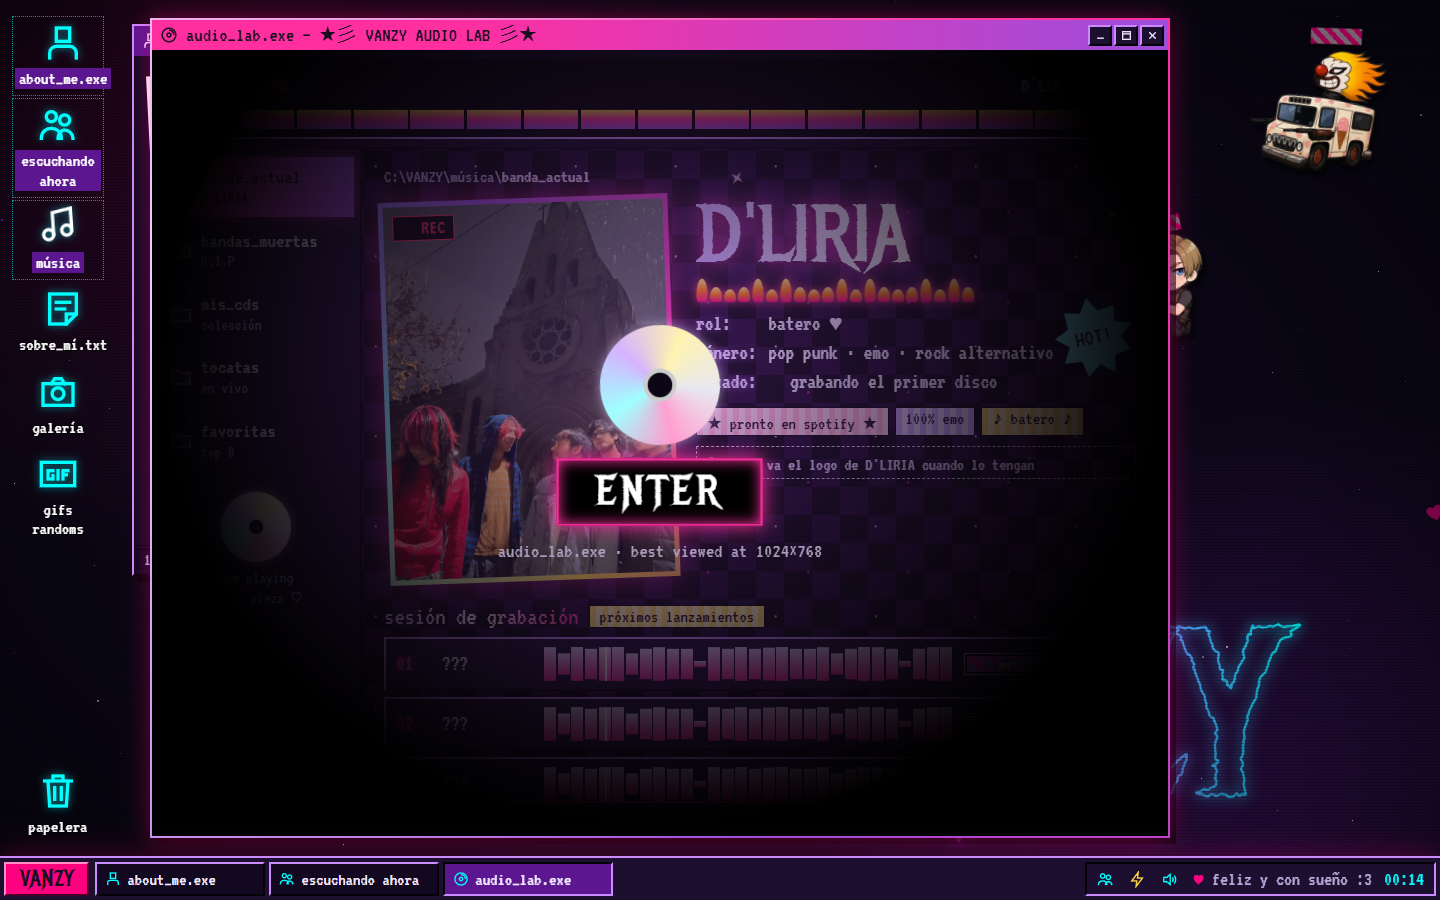 audio_lab.exe - ★彡 VANZY AUDIO LAB 彡★
about_me.exe
escuchando
ahora
música
sobre_mí.txt
galería
GIF
gifs
randoms
papelera
C:\VANZY\música\banda_actual
REC
D'LIRIA
rol: batero ♥
pop punk · emo · rock alternativo
grabando el primer disco
HOT!
★ pronto en spotify ★
100% emo
♪ batero ♪
va el logo de D'LIRIA cuando lo tengan
bandas_muertas
R.I.P
mis_cds
colección
tocatas
en vivo
favoritas
top 8
ENTER
audio_lab.exe · best viewed at 1024x768
sesión de grabación
próximos lanzamientos
01 ???
02 ???
???
VANZY
about_me.exe
escuchando ahora
audio_lab.exe
♥ feliz y con sueño :3 00:14
Y